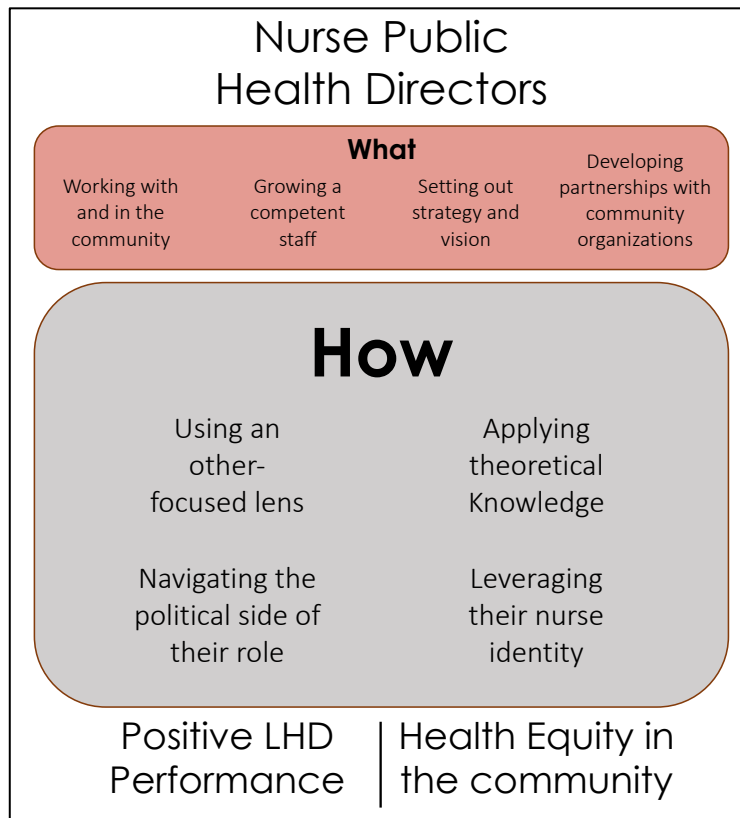 Nurse Public
Health Directors
What
Working with
and in the
community
Growing a
competent
staff
Setting out
strategy and
vision
Developing
partnerships with
community
organizations
How
Using an
other-
focused lens
Applying
theoretical
Knowledge
Navigating the
political side of
their role
Leveraging
their nurse
identity
Positive LHD
Performance
Health Equity in
the community